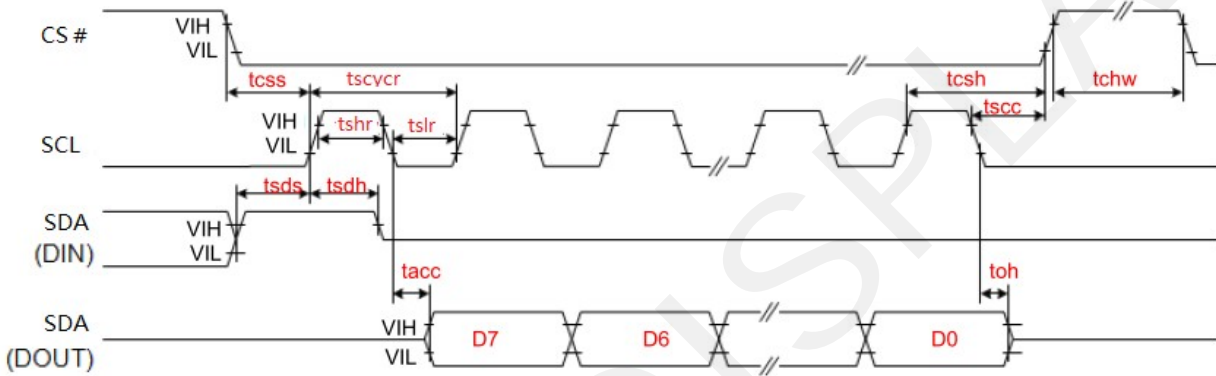 CS #
VIH
VIL
tcss
tscycr
tcsh
tchw
tscc
SCL
VIH
VIL
tshr
tslr
tsds
tsdh
SDA
(DIN)
VIH
VIL
tacc
toh
SDA
(DOUT)
VIH
VIL
D7
D6
D0